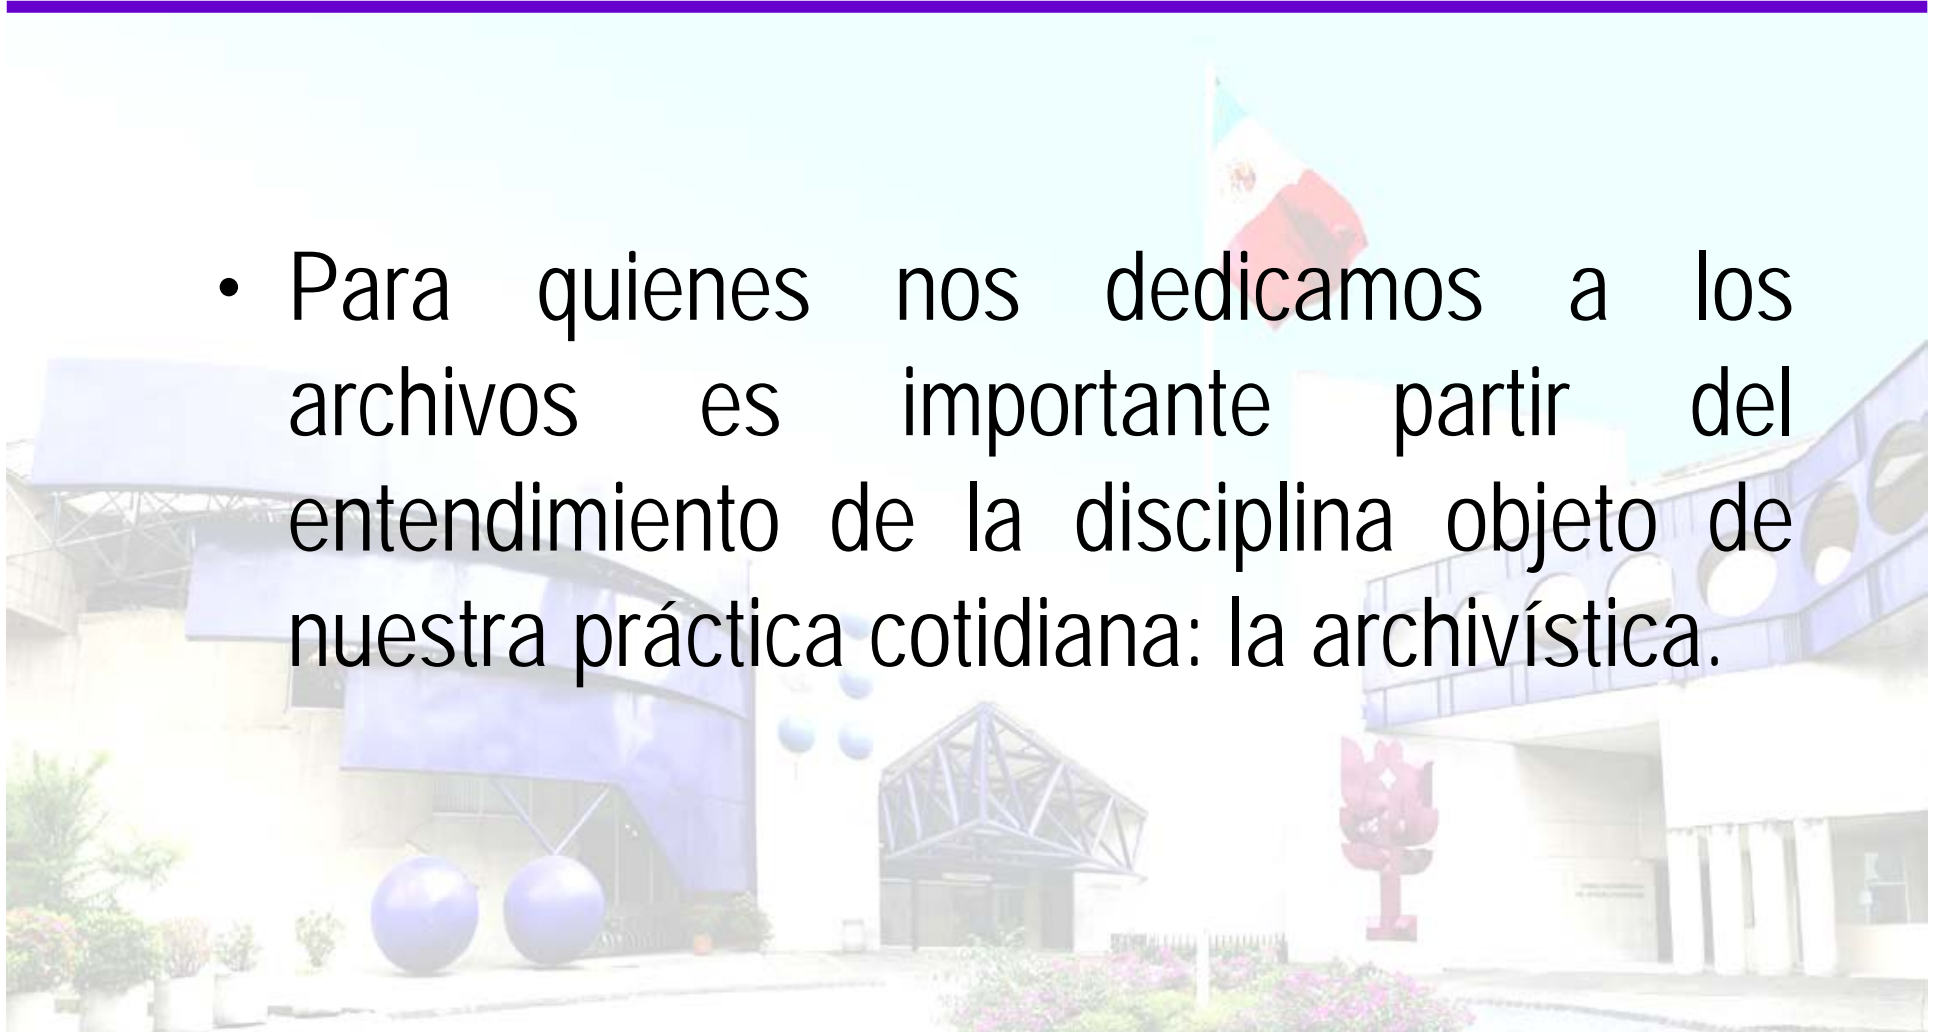 • Para quienes nos dedicamos a los
archivos es importante partir del
entendimiento de la disciplina objeto de
nuestra práctica cotidiana: la archivística.